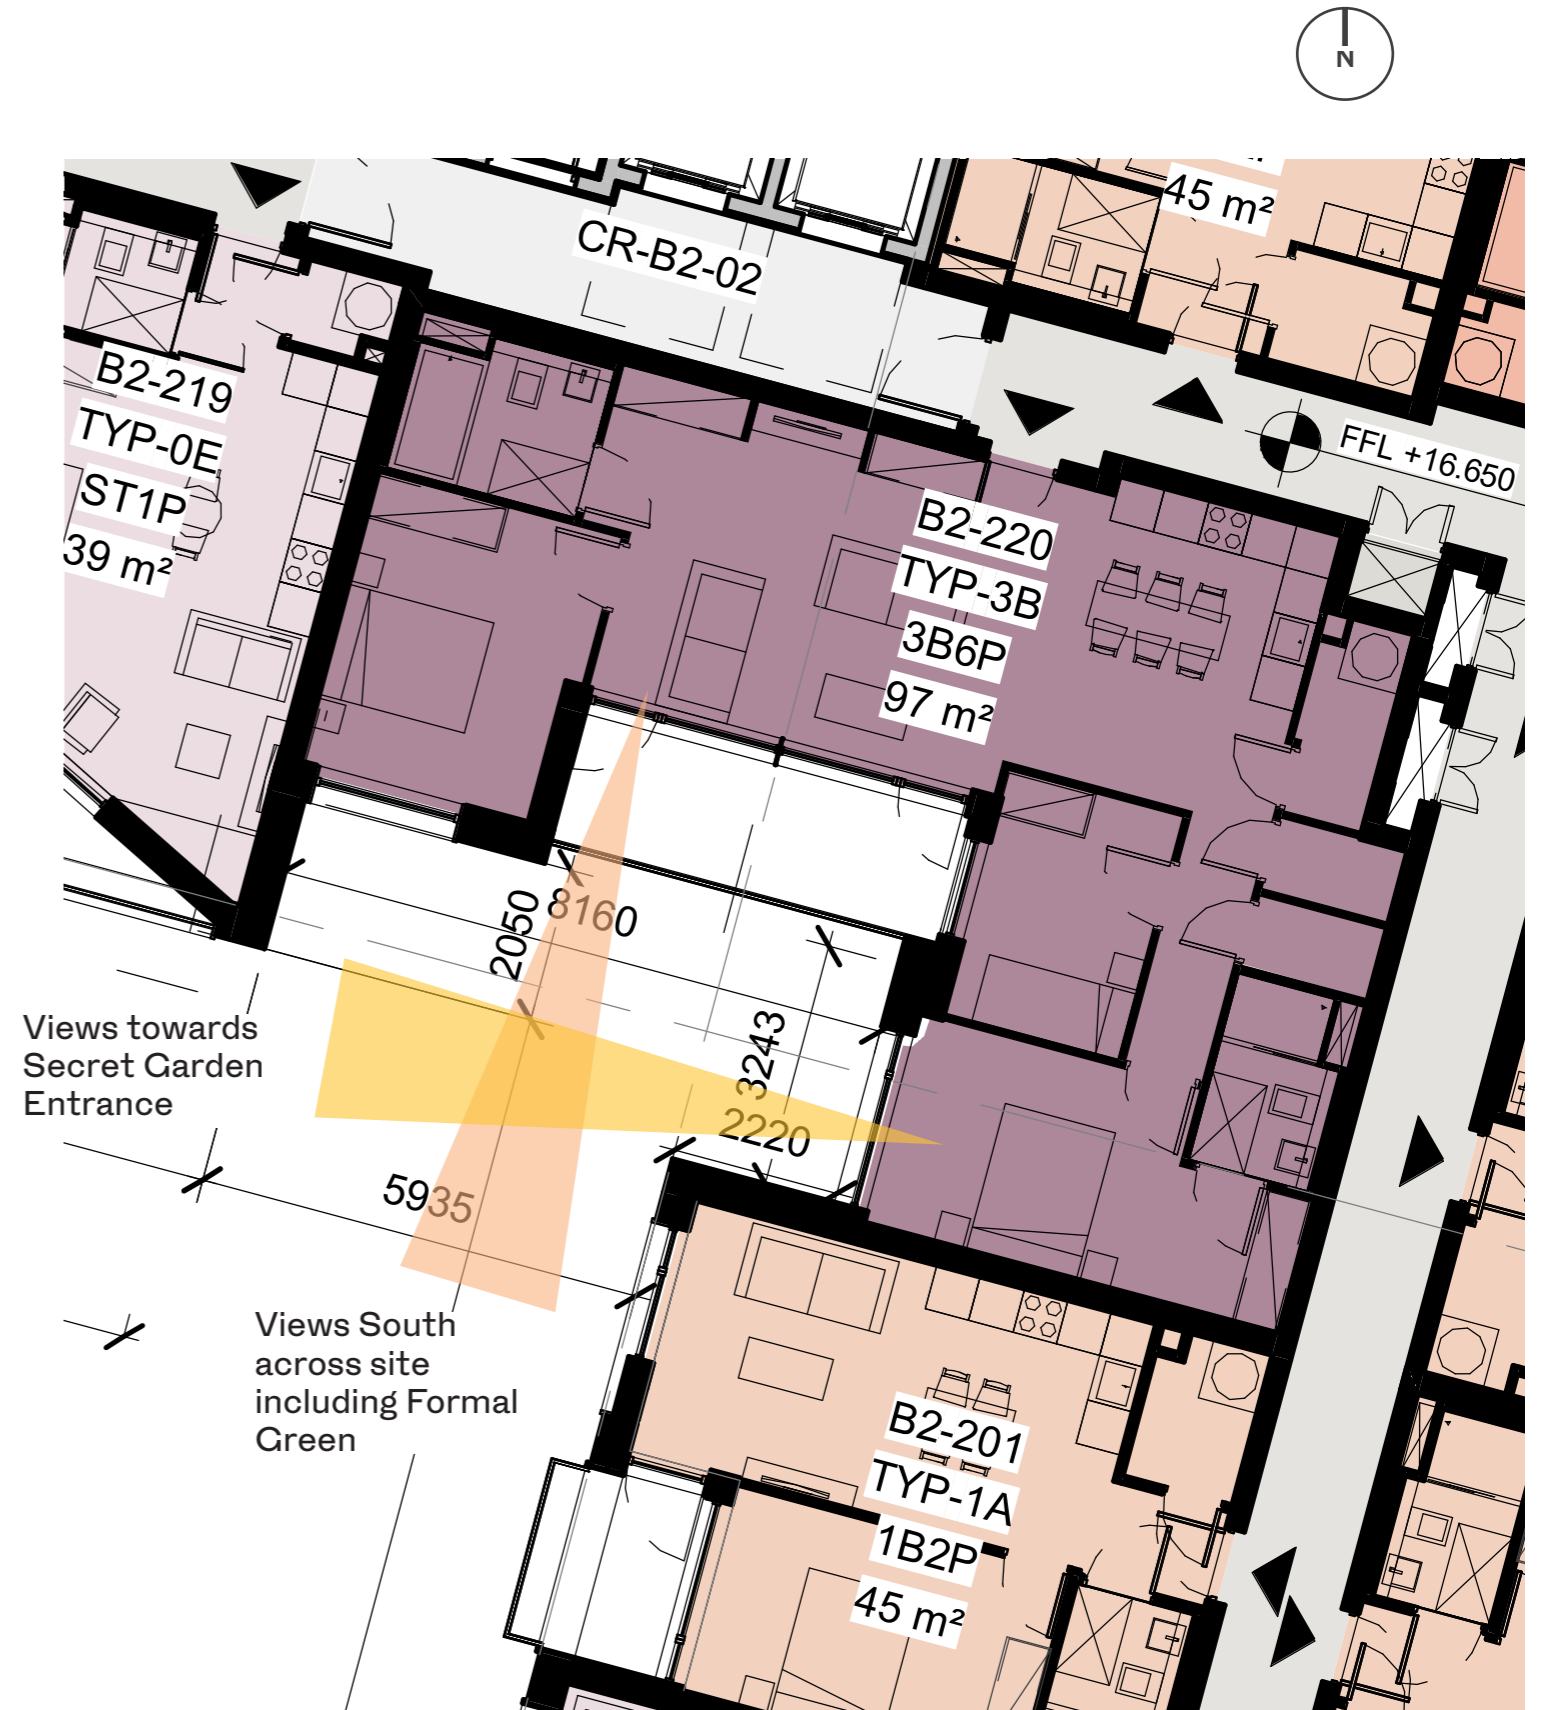 N
45 m²
CR-B2-02
B2-219
TYP-0E
ST1P
39 m²
FFL +16.650
B2-220
TYP-3B
3B6P
97 m²
8160
2050
3243
2220
5935
Views towards
Secret Garden
Entrance
Views South
across site
including Formal
Green
B2-201
TYP-1A
1B2P
45 m²